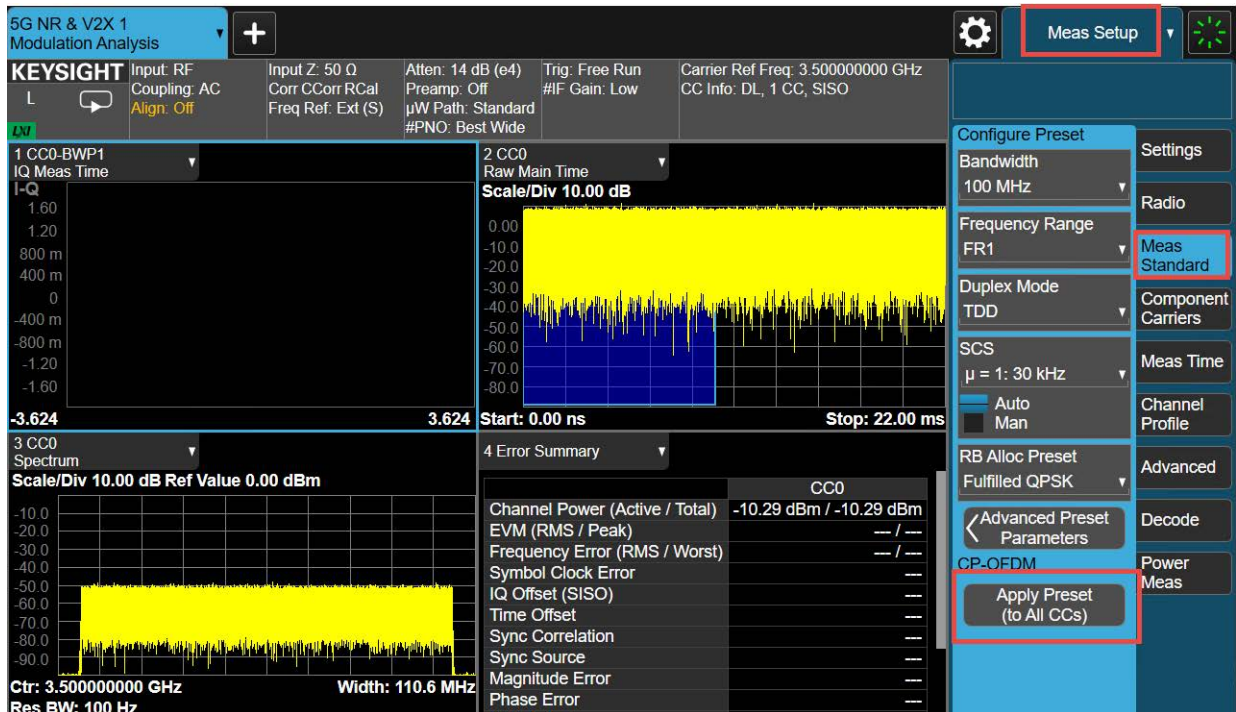 5G NR & V2X 1
Modulation Analysis
+
Meas Setup
KEYSIGHT
L
LXI
Input: RF
Coupling: AC
Align: Off
Input Z: 50 Ω
Corr CCorr RCal
Freq Ref: Ext (S)
Atten: 14 dB (e4)
Preamp: Off
µW Path: Standard
#PNO: Best Wide
Trig: Free Run
#IF Gain: Low
Carrier Ref Freq: 3.500000000 GHz
CC Info: DL, 1 CC, SISO
1 CC0-BWP1
IQ Meas Time
I-Q
1.60
1.20
800 m
400 m
0
-400 m
-800 m
-1.20
-1.60
-3.624 3.624
2 CC0
Raw Main Time
Scale/Div 10.00 dB
0.00
-10.0
-20.0
-30.0
-40.0
-50.0
-60.0
-70.0
-80.0
Start: 0.00 ns Stop: 22.00 ms
3 CC0
Spectrum
Scale/Div 10.00 dB Ref Value 0.00 dBm
-10.0
-20.0
-30.0
-40.0
-50.0
-60.0
-70.0
-80.0
-90.0
Ctr: 3.500000000 GHz Width: 110.6 MHz
Res BW: 100 Hz
4 Error Summary
CC0
Channel Power (Active / Total) -10.29 dBm / -10.29 dBm
EVM (RMS / Peak) --- / ---
Frequency Error (RMS / Worst) --- / ---
Symbol Clock Error ---
IQ Offset (SISO) ---
Time Offset ---
Sync Correlation ---
Sync Source ---
Magnitude Error ---
Phase Error ---
Configure Preset
Bandwidth
100 MHz
Frequency Range
FR1
Duplex Mode
TDD
SCS
µ = 1: 30 kHz
Auto
Man
RB Alloc Preset
Fulfilled QPSK
Advanced Preset
Parameters
CP-OFDM
Apply Preset
(to All CCs)
Settings
Radio
Meas
Standard
Component
Carriers
Meas Time
Channel
Profile
Advanced
Decode
Power
Meas